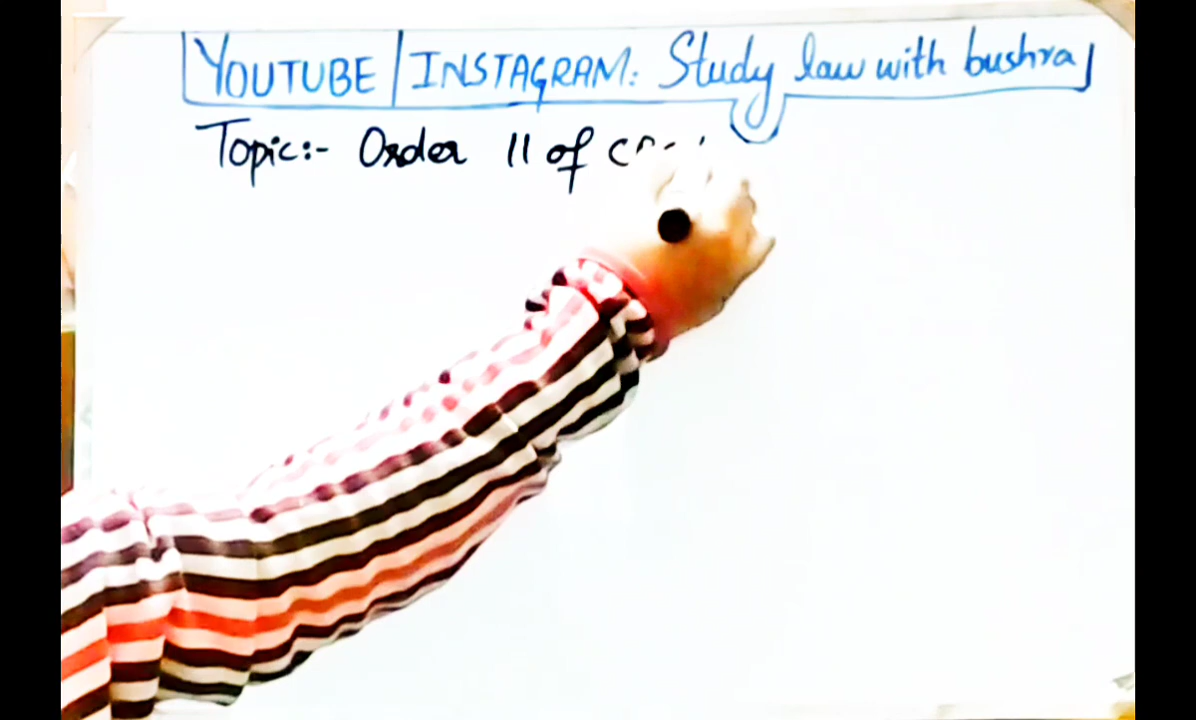 YOUTUBE | INSTAGRAM: Study law with bushra
Topic:- Order 11 of